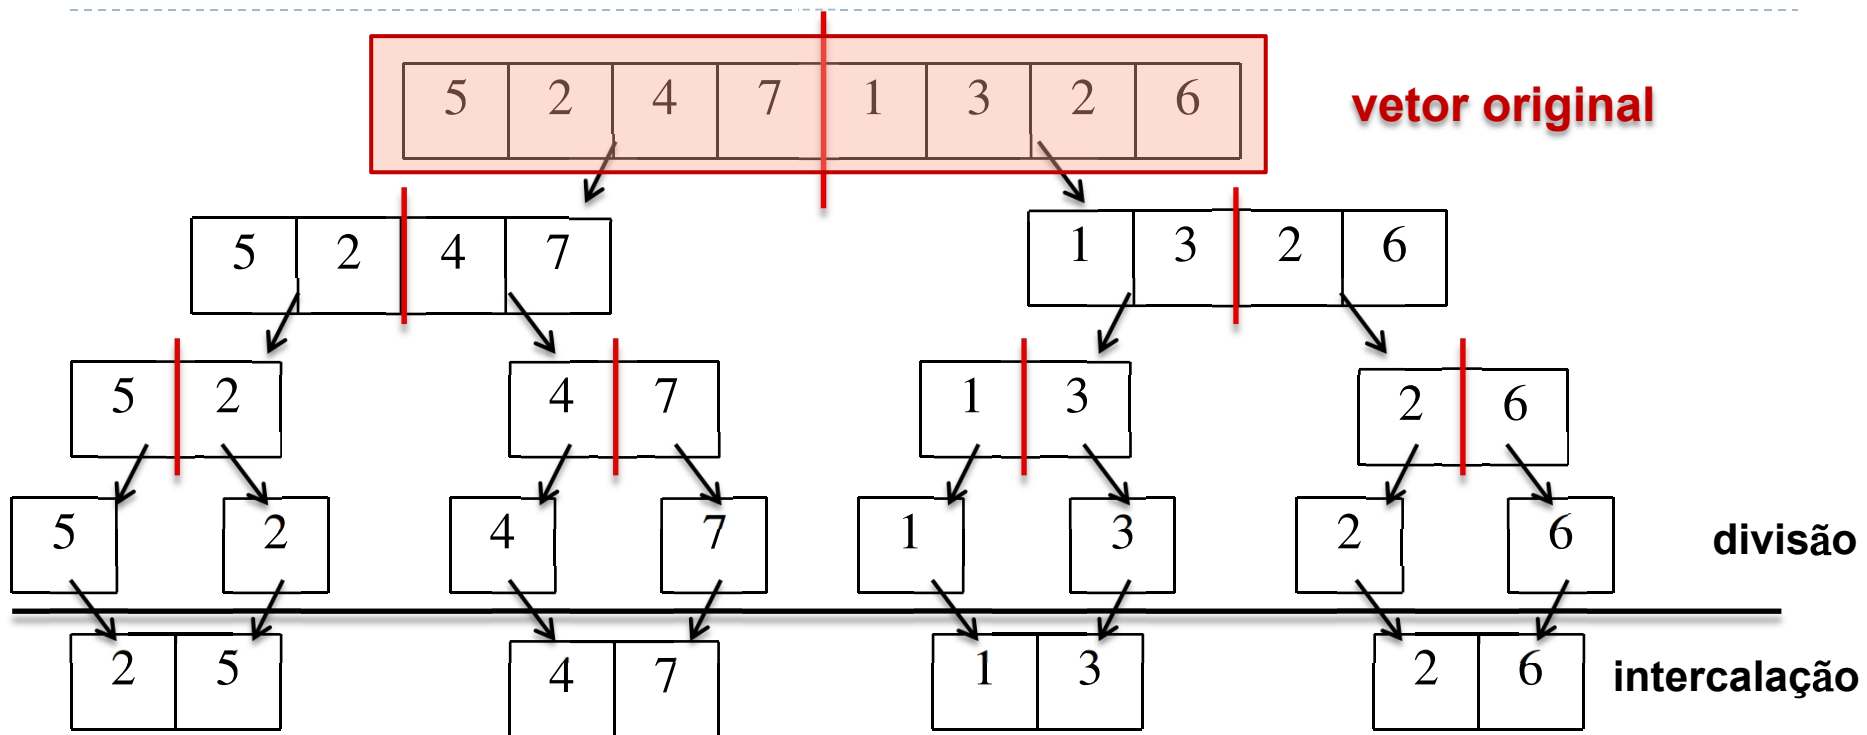 5 2 4 7 1 3 2 6 vetor original
5 2 4 7 1 3 2 6
5 2 4 7 1 3 2 6
5 2 4 7 1 3 2 6 divisão
2 5 4 7 1 3 2 6 intercalação